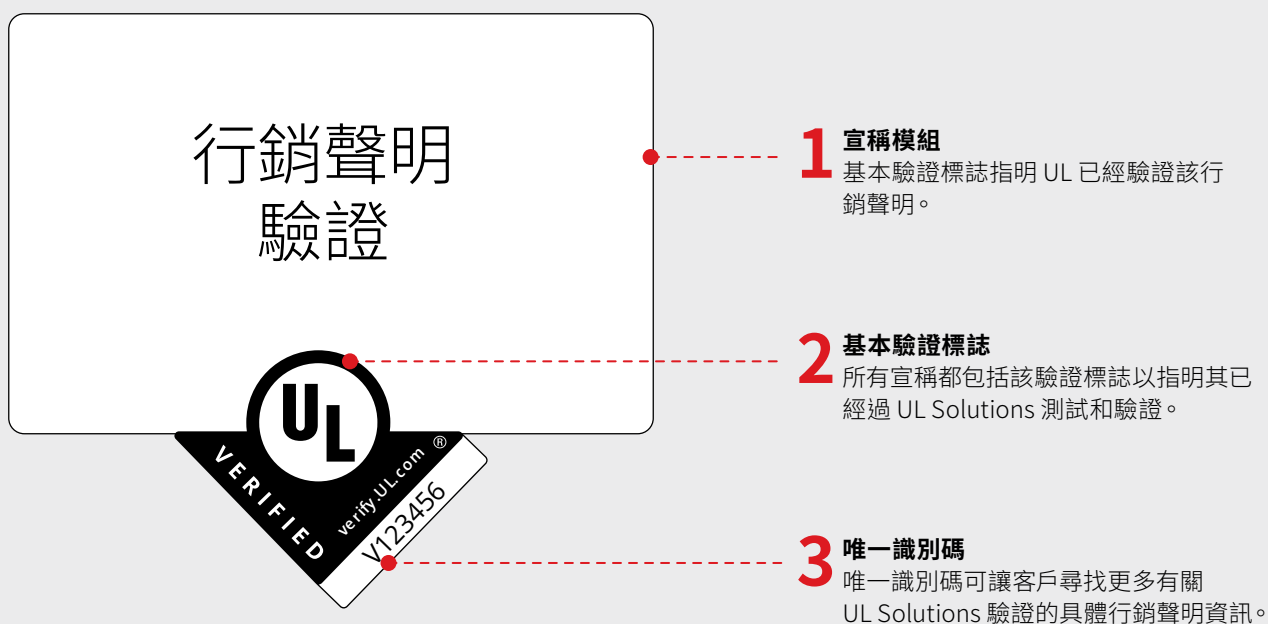 行銷聲明
驗證
UL
VERIFIED
verify.UL.com ®
V123456
1 宣稱模組
基本驗證標誌指明 UL 已經驗證該行
銷聲明。
2 基本驗證標誌
所有宣稱都包括該驗證標誌以指明其已
經過 UL Solutions 測試和驗證。
3 唯一識別碼
唯一識別碼可讓客戶尋找更多有關
UL Solutions 驗證的具體行銷聲明資訊。